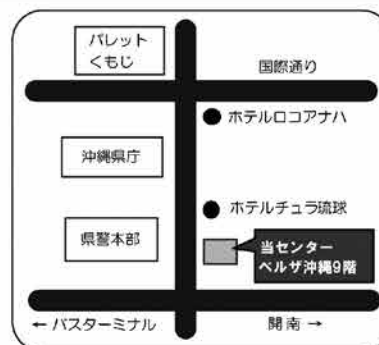 パレット
くもじ
国際通り
ホテルロコアナハ
沖縄県庁
ホテルチュラ琉球
県警本部
当センター
ベルザ沖縄9階
← バスターミナル
開南 →